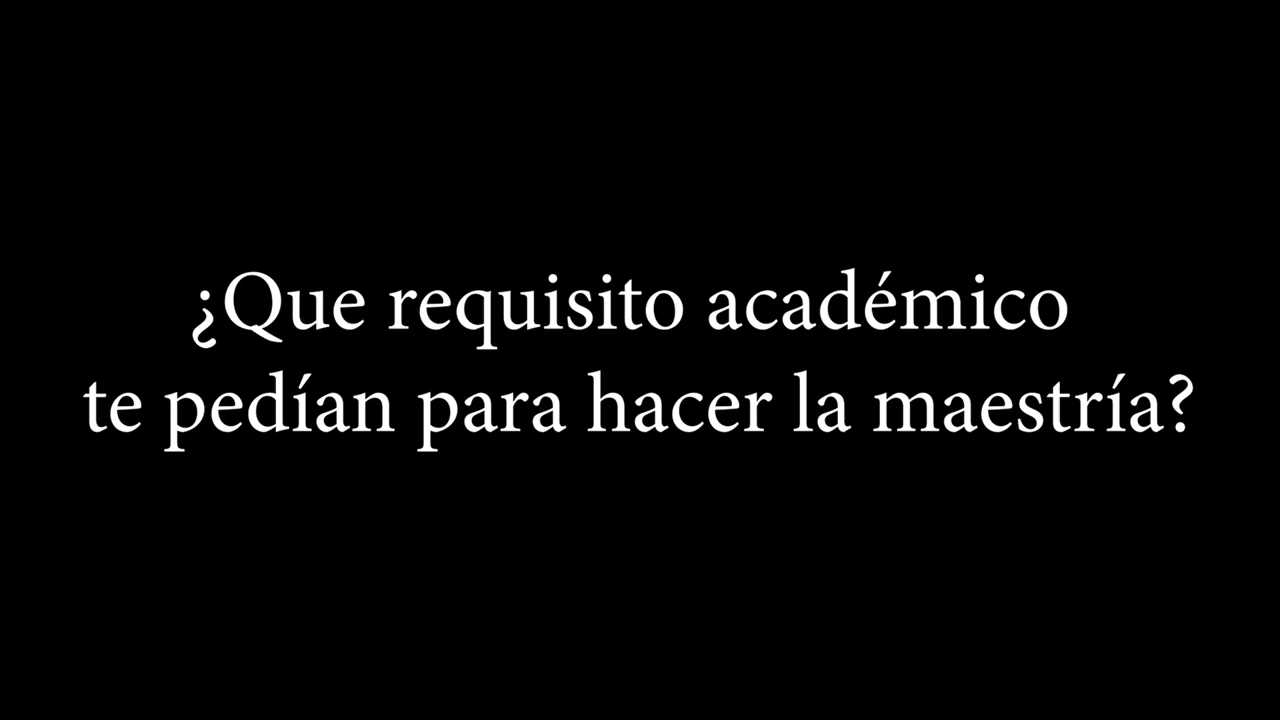 ¿Que requisito académico
te pedían para hacer la maestría?